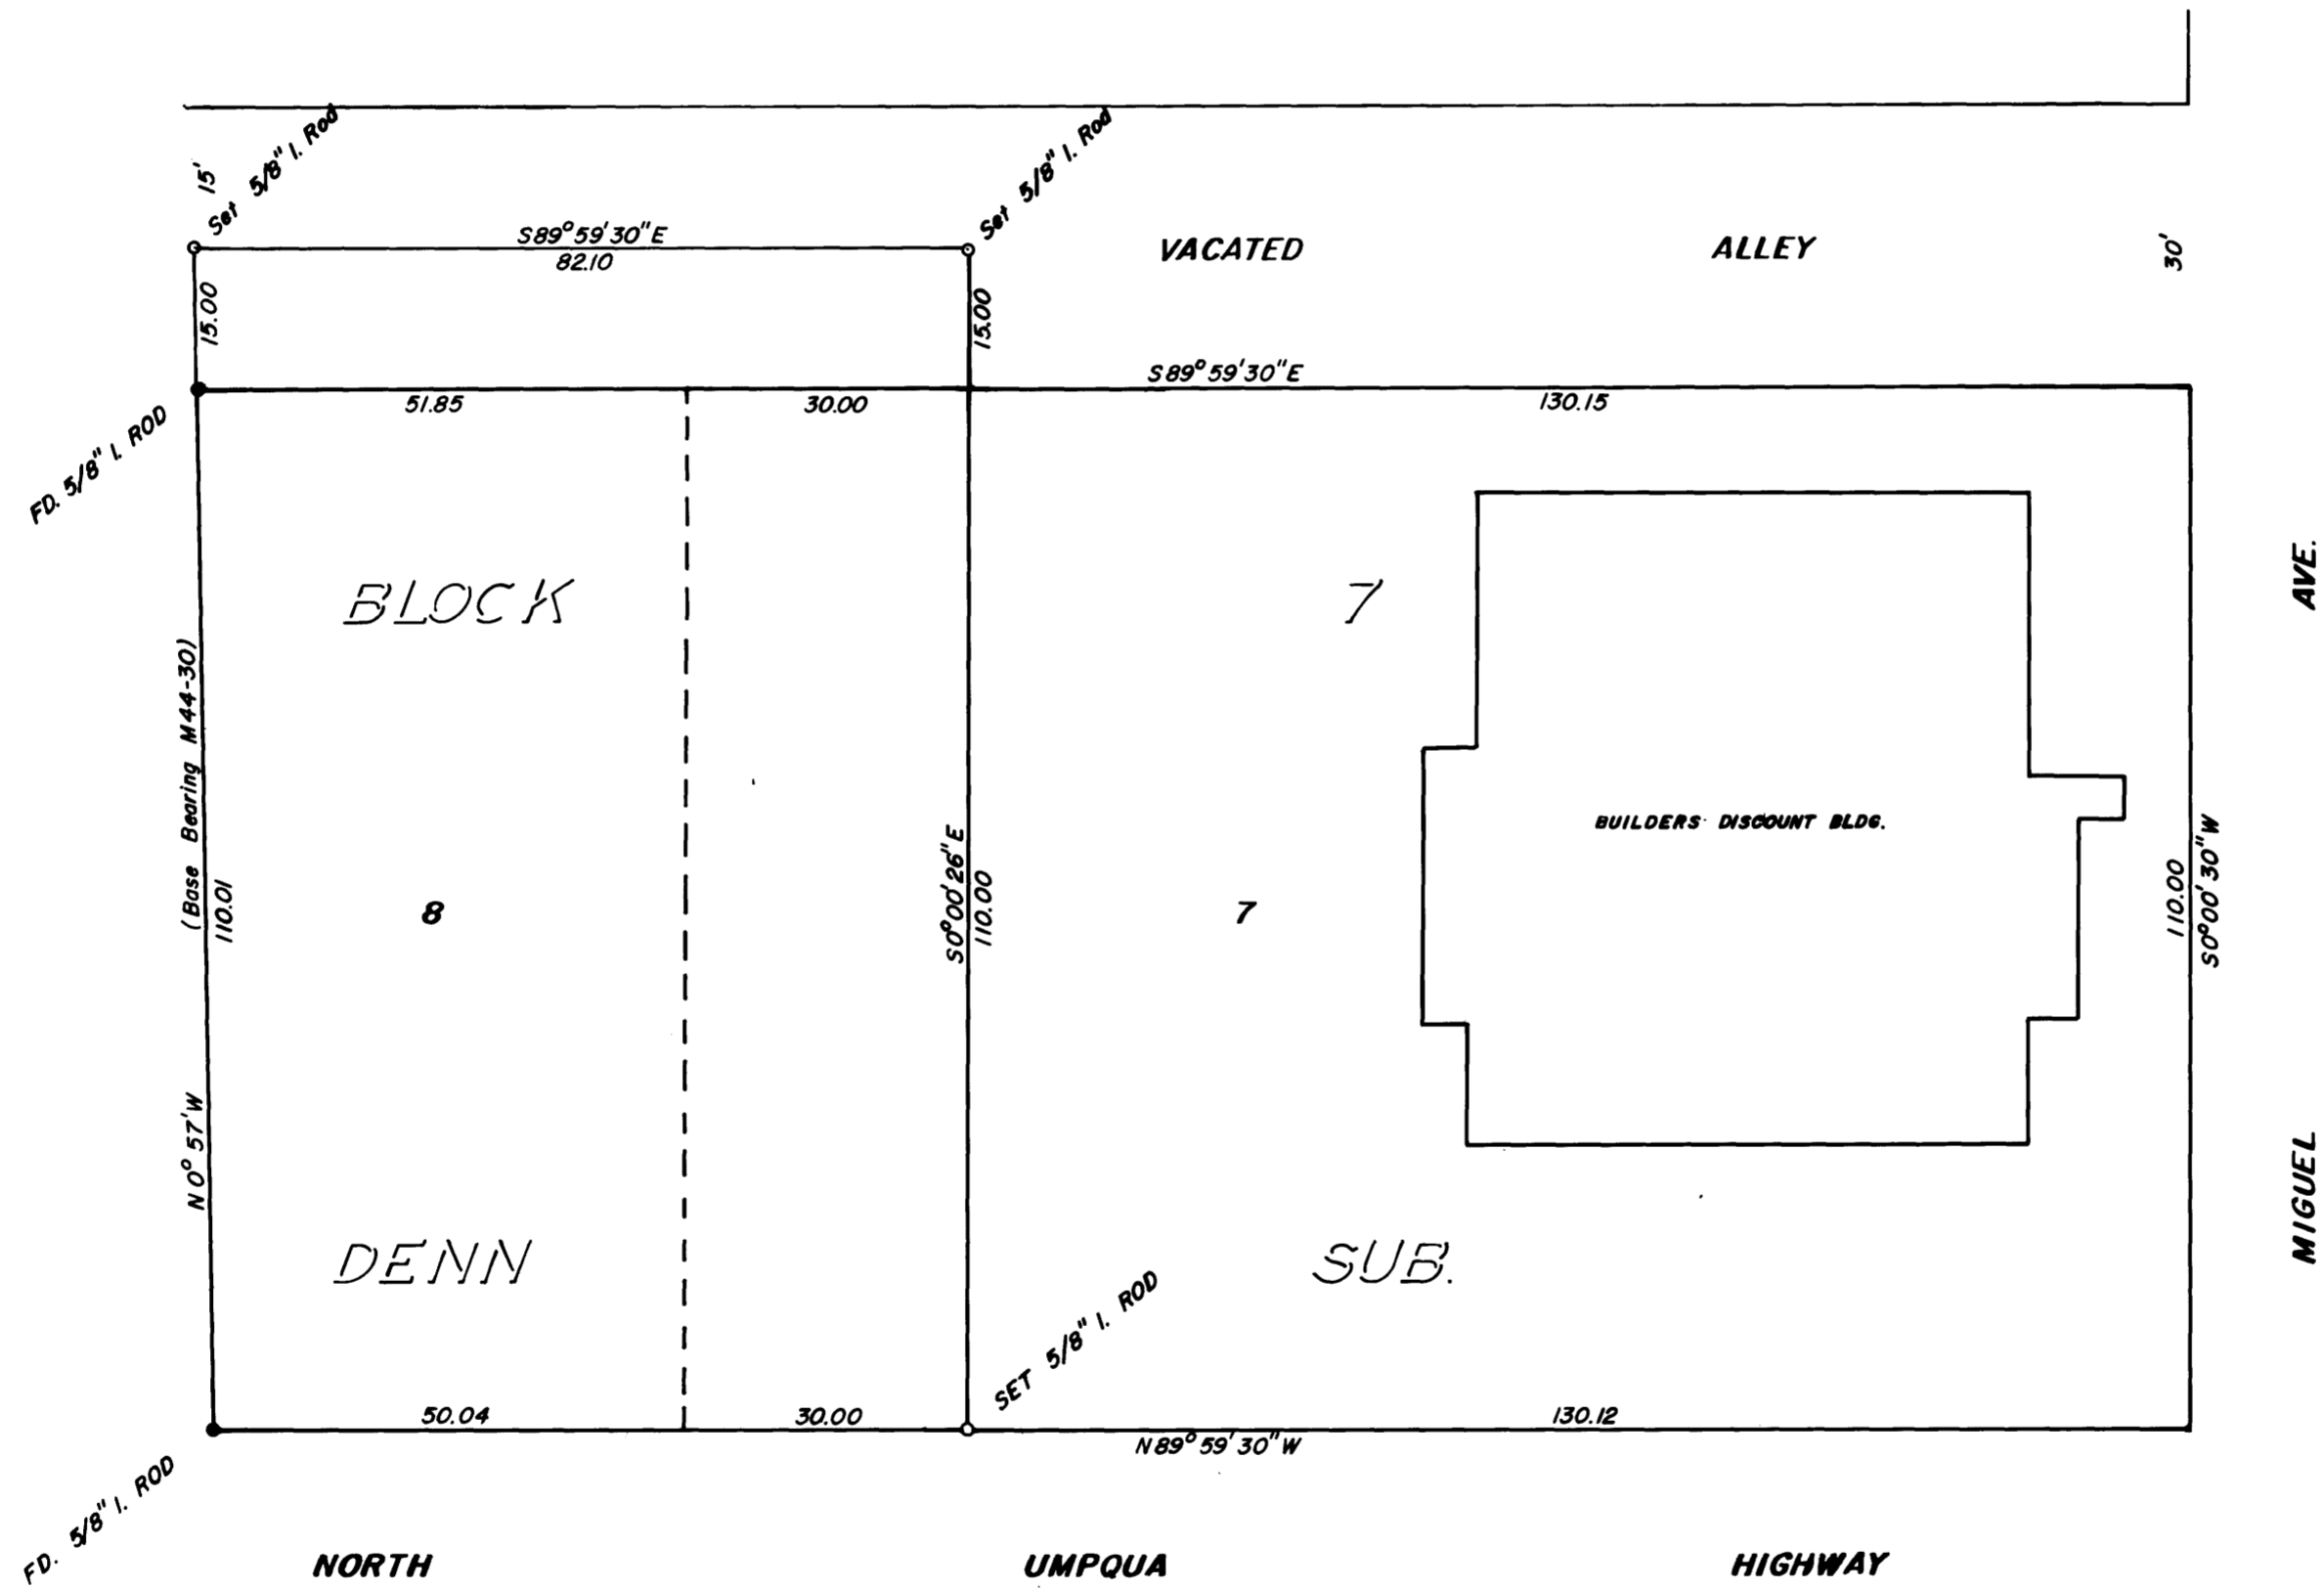 Set 5/8" I. Rod
Set 5/8" I. Rod
15'
S89°59'30"E
82.10
VACATED ALLEY
30'
15.00
15.00
S89°59'30"E
51.85
30.00
130.15
FD. 5/8" I. ROD
BLOCK 7
AVE.
(Base Bearing M44-30)
110.01
N0°57'W
BUILDERS DISCOUNT BLDG.
8
S0°00'26"E
110.00
7
110.00
S0°00'30"W
MIGUEL
DENN SUB.
SET 5/8" I. ROD
50.04
30.00
130.12
N89°59'30"W
FD. 5/8" I. ROD
NORTH UMPQUA HIGHWAY